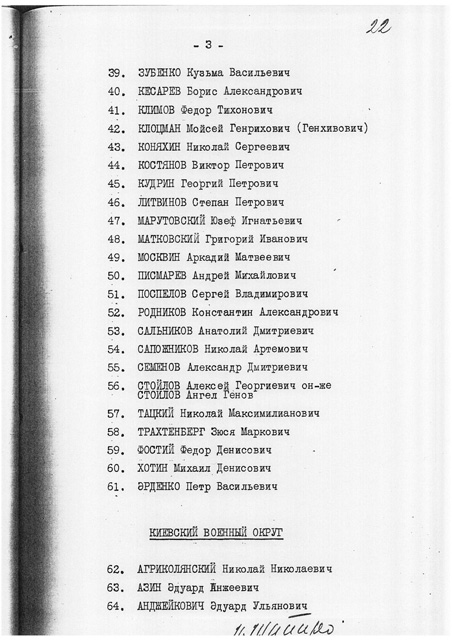 22
- 3 -
39. ЗУБЕНКО Кузьма Васильевич
40. КЕСАРЕВ Борис Александрович
41. КЛИМОВ Федор Тихонович
42. КЛОЦМАН Мойсей Генрихович (Генхивович)
43. КОНЯХИН Николай Сергеевич
44. КОСТЯНОВ Виктор Петрович
45. КУДРИН Георгий Петрович
46. ЛИТВИНОВ Степан Петрович
47. МАРУТОВСКИЙ Юзеф Игнатьевич
48. МАТКОВСКИЙ Григорий Иванович
49. МОСКВИН Аркадий Матвеевич
50. ПИСМАРЕВ Андрей Михайлович
51. ПОСПЕЛОВ Сергей Владимирович
52. РОДНИКОВ Константин Александрович
53. САЛЬНИКОВ Анатолий Дмитриевич
54. САПОЖНИКОВ Николай Артемович
55. СЕМЕНОВ Александр Дмитриевич
56. СТОЙЛОВ Алексей Георгиевич он-же
СТОИЛОВ Ангел Генов
57. ТАЦКИЙ Николай Максимилианович
58. ТРАХТЕНБЕРГ Зюся Маркович
59. ФОСТИЙ Федор Денисович
60. ХОТИН Михаил Денисович
61. ЭРДЕНКО Петр Васильевич
КИЕВСКИЙ ВОЕННЫЙ ОКРУГ
62. АГРИКОЛЯНСКИЙ Николай Николаевич
63. АЗИН Эдуард Янжеевич
64. АНДЖЕЙКОВИЧ Эдуард Ульянович